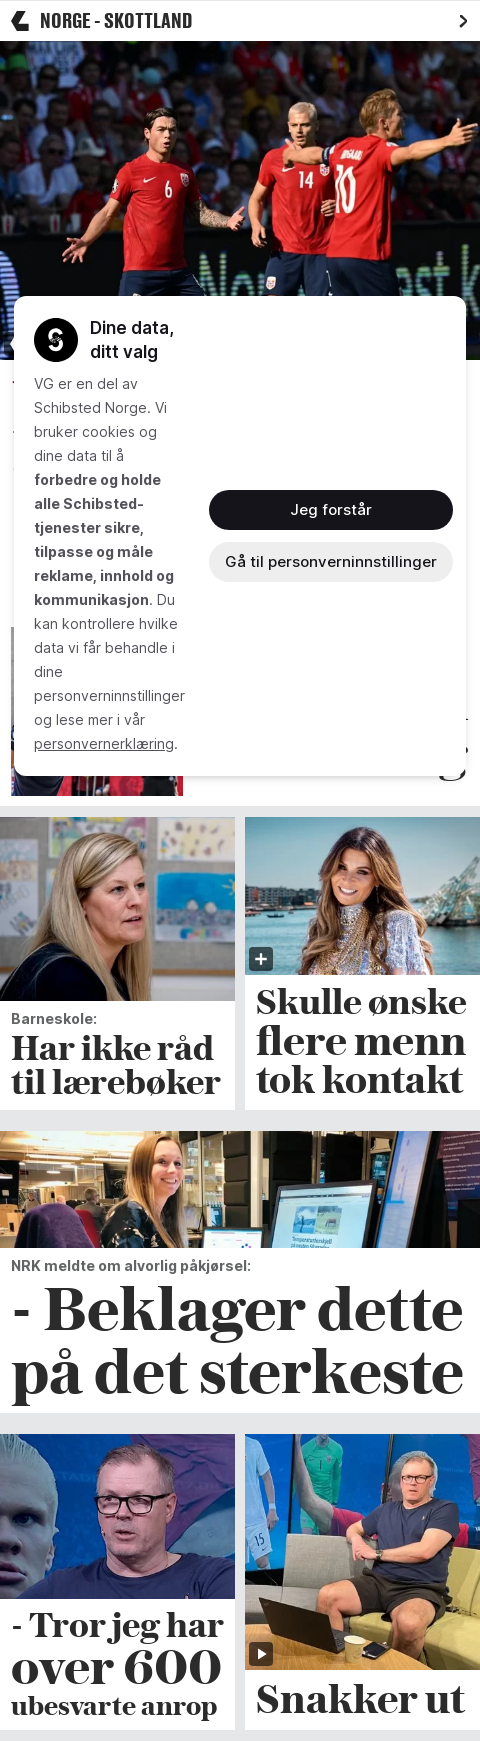 NORGE - SKOTTLAND
6
14
10
Dine data,
ditt valg
VG er en del av
Schibsted Norge. Vi
bruker cookies og
dine data til å
forbedre og holde
alle Schibsted-
tjenester sikre,
tilpasse og måle
reklame, innhold og
kommunikasjon. Du
kan kontrollere hvilke
data vi får behandle i
dine
personverninnstillinger
og lese mer i vår
personvernerklæring.
Jeg forstår
Gå til personverninnstillinger
Barneskole:
Har ikke råd
til lærebøker
Skulle ønske
flere menn
tok kontakt
NRK meldte om alvorlig påkjørsel:
- Beklager dette
på det sterkeste
- Tror jeg har
over 600
ubesvarte anrop
15
Snakker ut